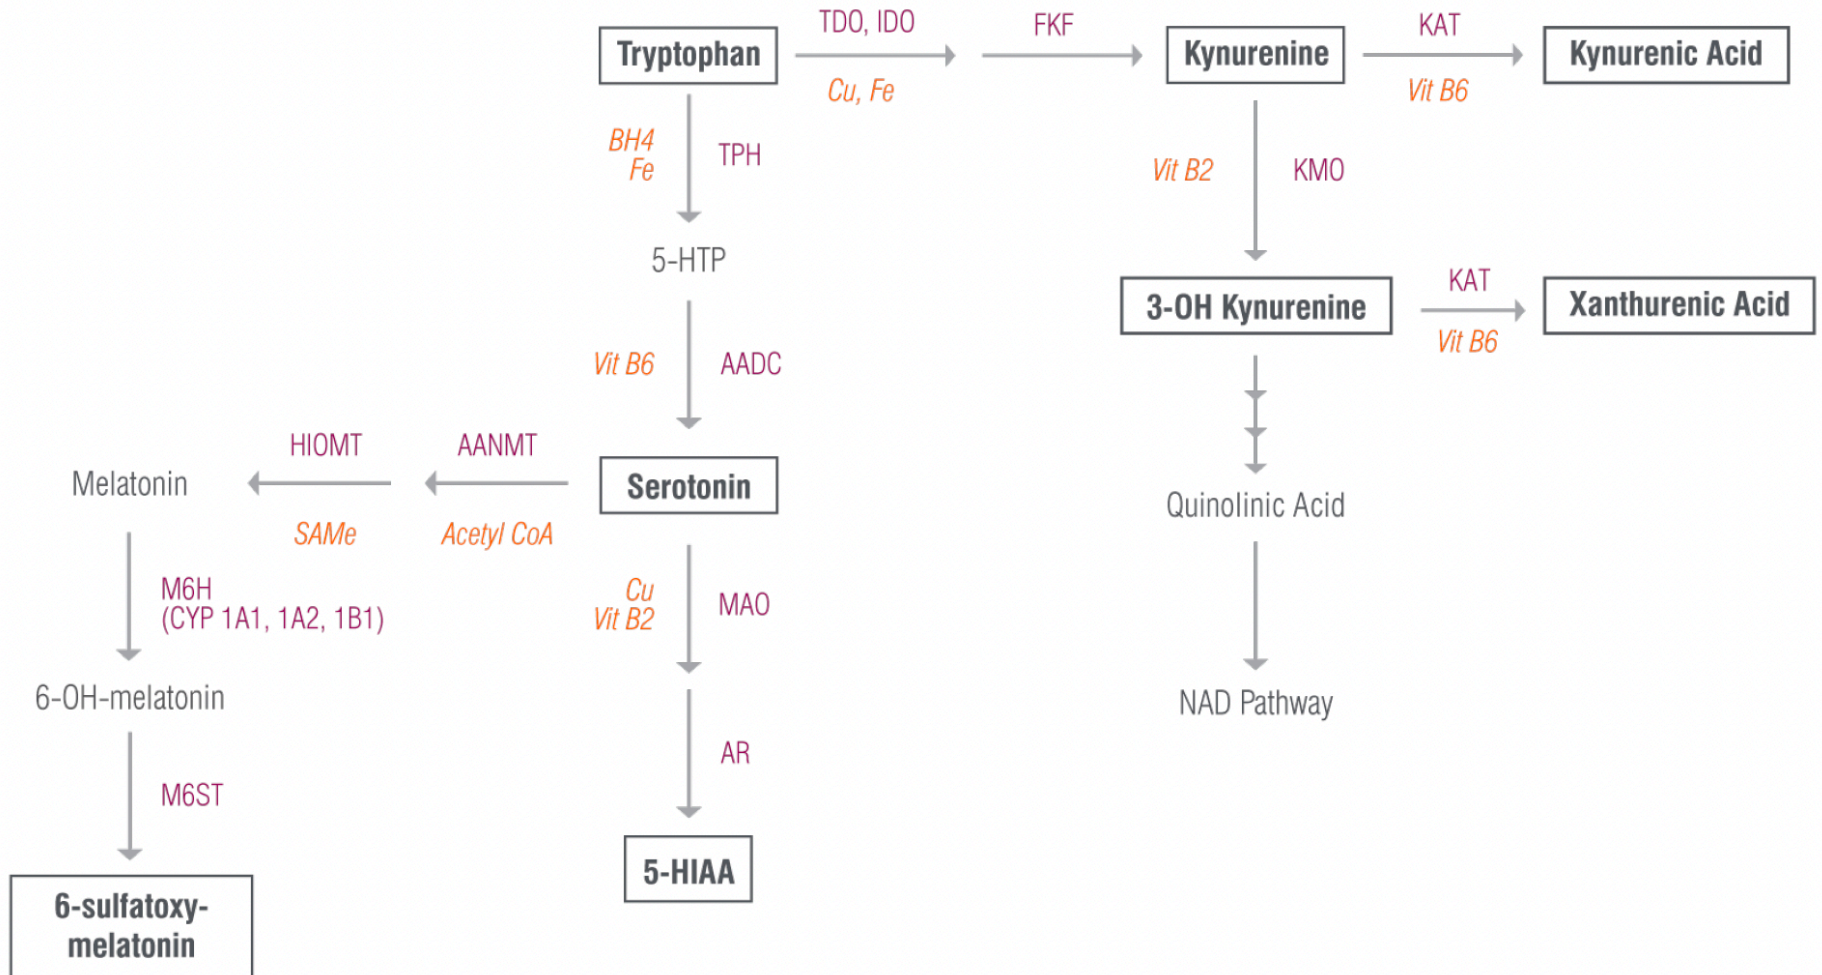 TDO, IDO
FKF
KAT
Tryptophan
Kynurenine
Kynurenic Acid
Cu, Fe
Vit B6
BH4
Fe
TPH
Vit B2
KMO
5-HTP
KAT
3-OH Kynurenine
Xanthurenic Acid
Vit B6
Vit B6
AADC
HIOMT
AANMT
Melatonin
Serotonin
Quinolinic Acid
SAMe
Acetyl CoA
M6H
(CYP 1A1, 1A2, 1B1)
Cu
Vit B2
MAO
6-OH-melatonin
NAD Pathway
AR
M6ST
5-HIAA
6-sulfatoxy-
melatonin